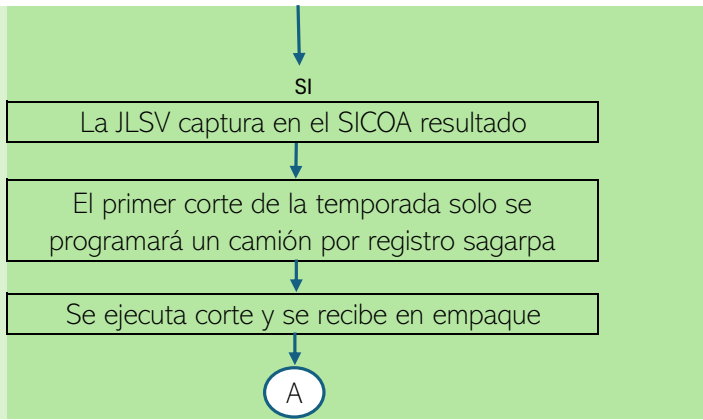 SI
La JLSV captura en el SICOA resultado
El primer corte de la temporada solo se
programará un camión por registro sagarpa
Se ejecuta corte y se recibe en empaque
A